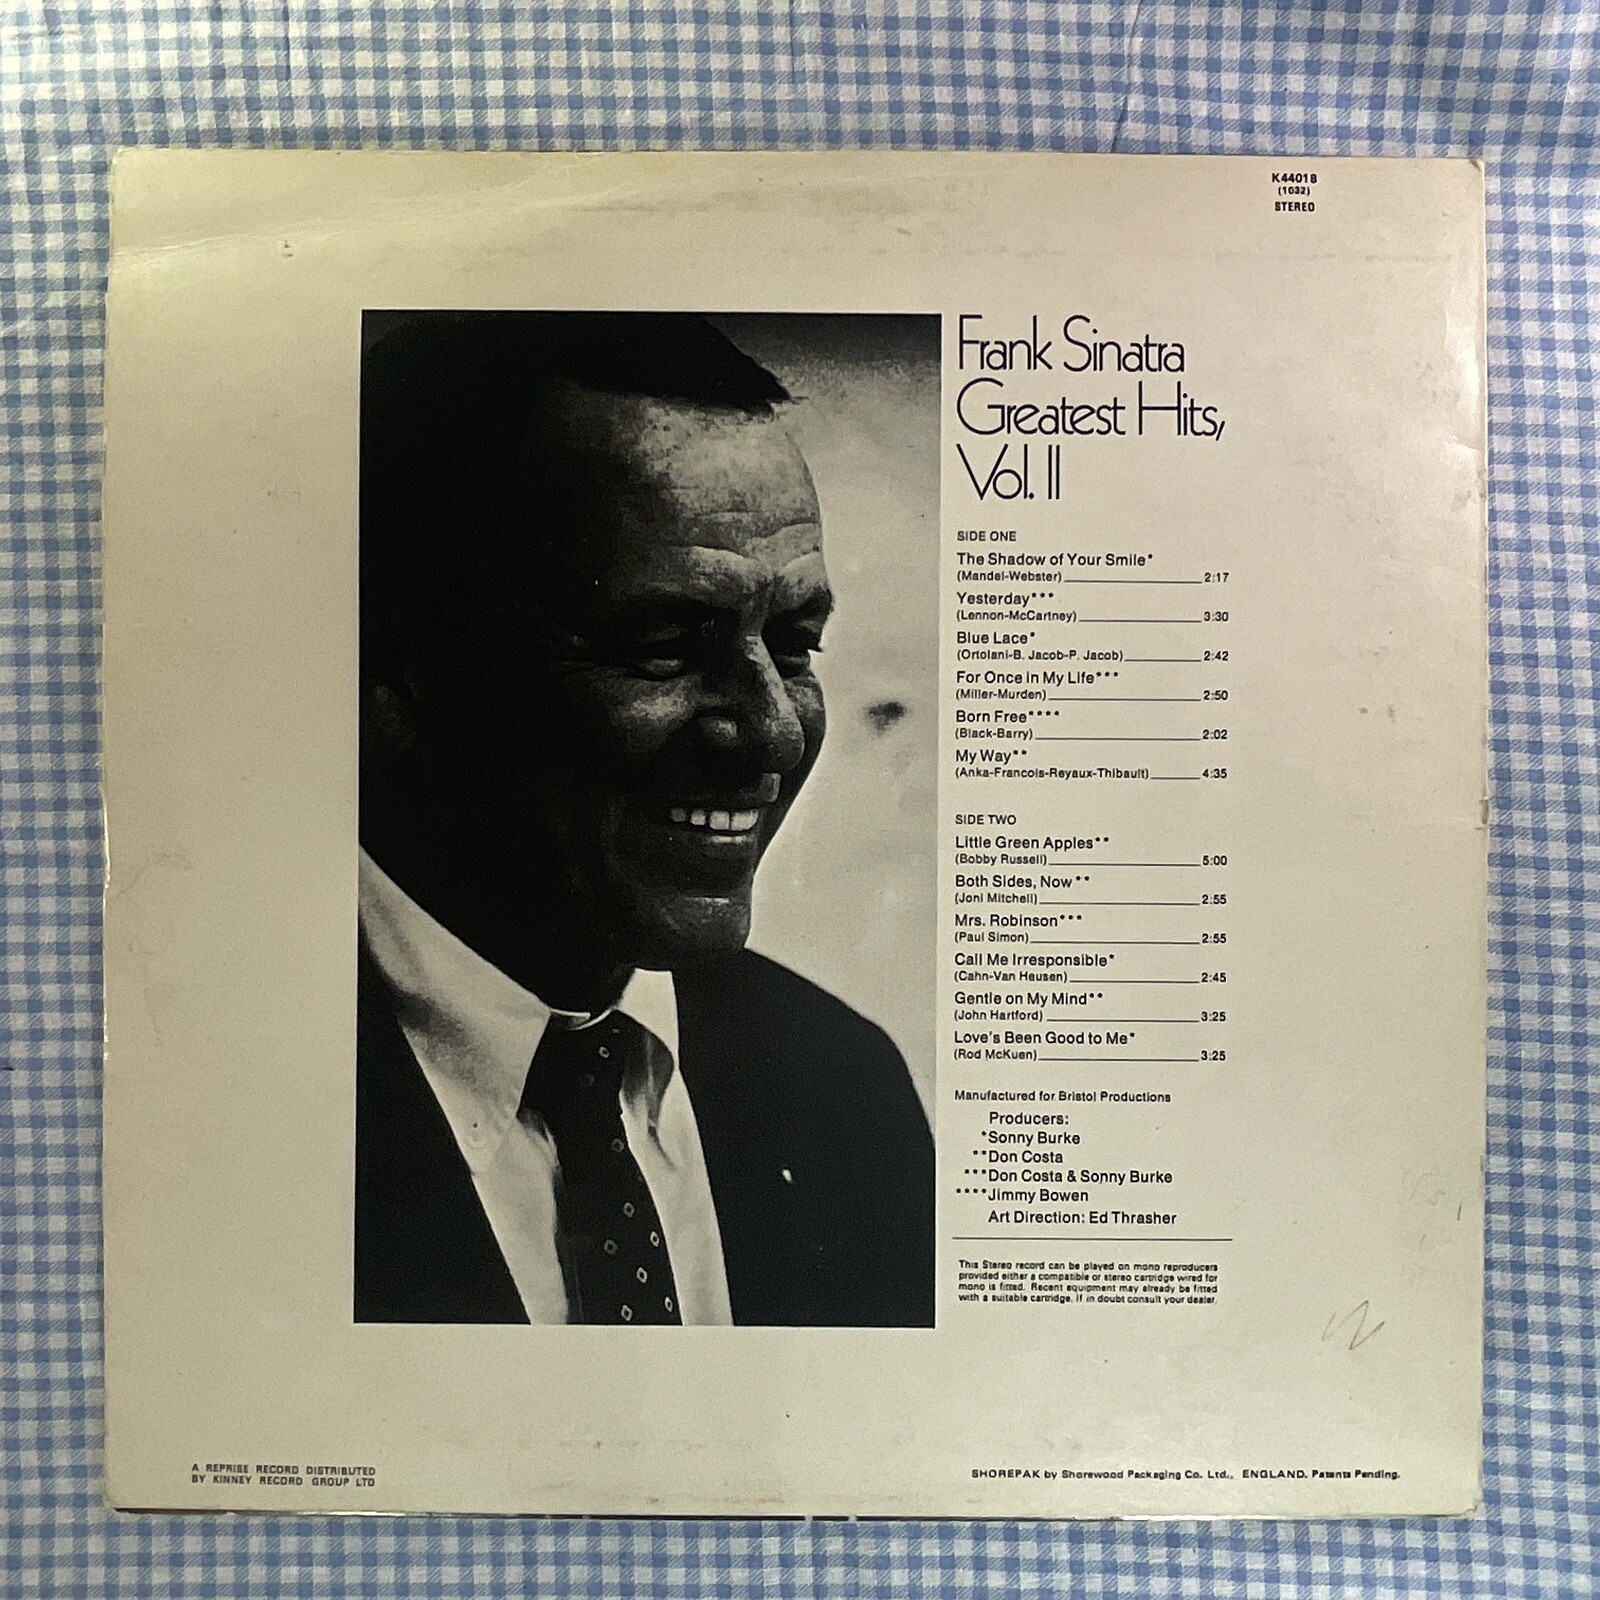 K44018
(1032)
STEREO
Frank Sinatra
Greatest Hits,
Vol. II
SIDE ONE
The Shadow of Your Smile*
(Mandel-Webster) 2:17
Yesterday***
(Lennon-McCartney) 3:30
Blue Lace*
(Ortolani-B. Jacob-P. Jacob) 2:42
For Once in My Life***
(Miller-Murden) 2:50
Born Free****
(Black-Barry) 2:02
My Way**
(Anka-Francois-Reyaux-Thibault) 4:35
SIDE TWO
Little Green Apples**
(Bobby Russell) 5:00
Both Sides, Now**
(Joni Mitchell) 2:55
Mrs. Robinson***
(Paul Simon) 2:55
Call Me Irresponsible*
(Cahn-Van Heusen) 2:45
Gentle on My Mind**
(John Hartford) 3:25
Love's Been Good to Me*
(Rod McKuen) 3:25
Manufactured for Bristol Productions
Producers:
*Sonny Burke
**Don Costa
***Don Costa & Sonny Burke
****Jimmy Bowen
Art Direction: Ed Thrasher
This Stereo record can be played on mono reproducers
provided either a compatible or stereo cartridge wired for
mono is fitted. Recent equipment may already be fitted
with a suitable cartridge. If in doubt consult your dealer.
A REPRISE RECORD DISTRIBUTED
BY KINNEY RECORD GROUP LTD
SHOREPAK by Shorewood Packaging Co. Ltd., ENGLAND. Patents Pending.